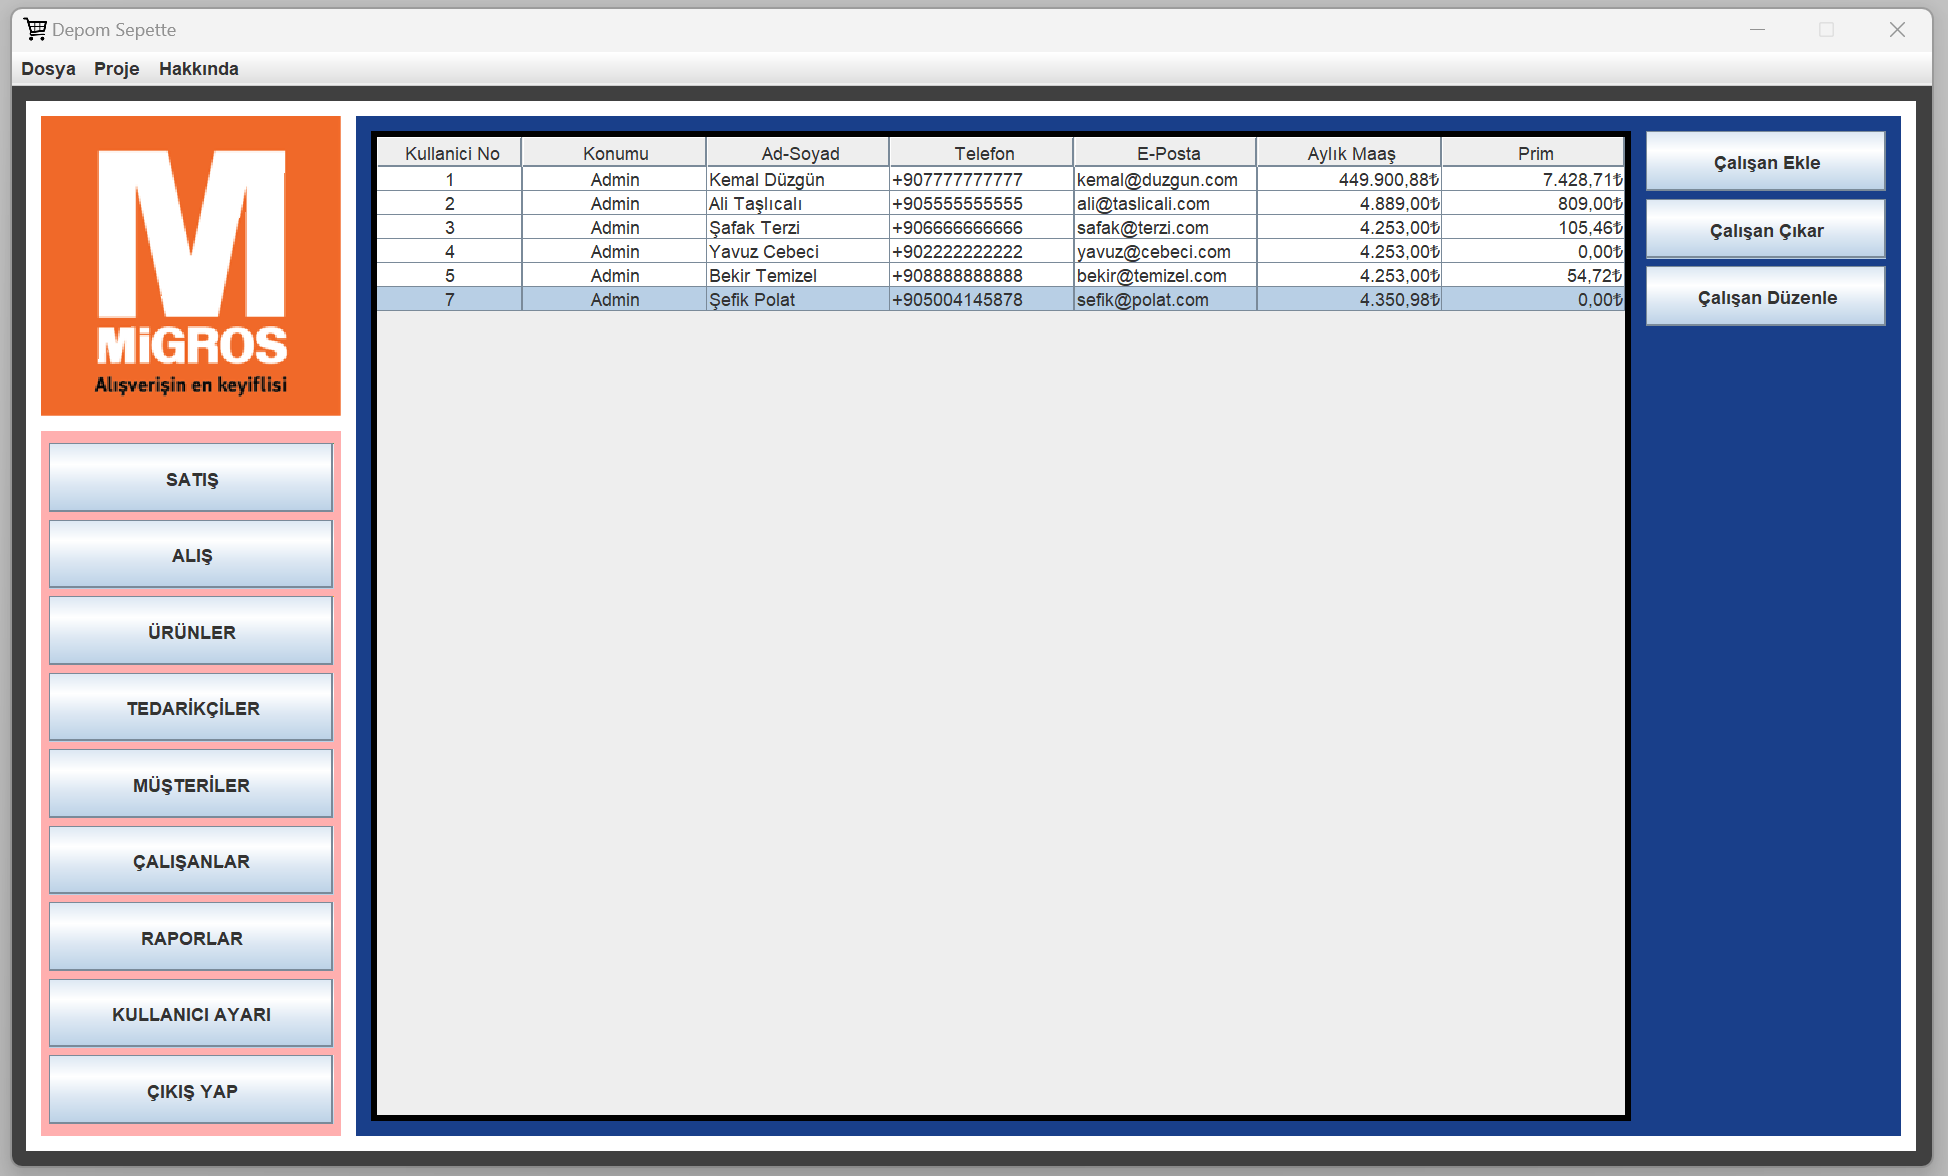 Depom Sepette
Dosya Proje Hakkında
MiGROS
Alışverişin en keyiflisi
SATIŞ
ALIŞ
ÜRÜNLER
TEDARİKÇİLER
MÜŞTERİLER
ÇALIŞANLAR
RAPORLAR
KULLANICI AYARI
ÇIKIŞ YAP
Kullanici No Konumu Ad-Soyad Telefon E-Posta Aylık Maaş Prim
1 Admin Kemal Düzgün +907777777777 kemal@duzgun.com 449.900,88₺ 7.428,71₺
2 Admin Ali Taşlıcalı +905555555555 ali@taslicali.com 4.889,00₺ 809,00₺
3 Admin Şafak Terzi +906666666666 safak@terzi.com 4.253,00₺ 105,46₺
4 Admin Yavuz Cebeci +902222222222 yavuz@cebeci.com 4.253,00₺ 0,00₺
5 Admin Bekir Temizel +908888888888 bekir@temizel.com 4.253,00₺ 54,72₺
7 Admin Şefik Polat +905004145878 sefik@polat.com 4.350,98₺ 0,00₺
Çalışan Ekle
Çalışan Çıkar
Çalışan Düzenle